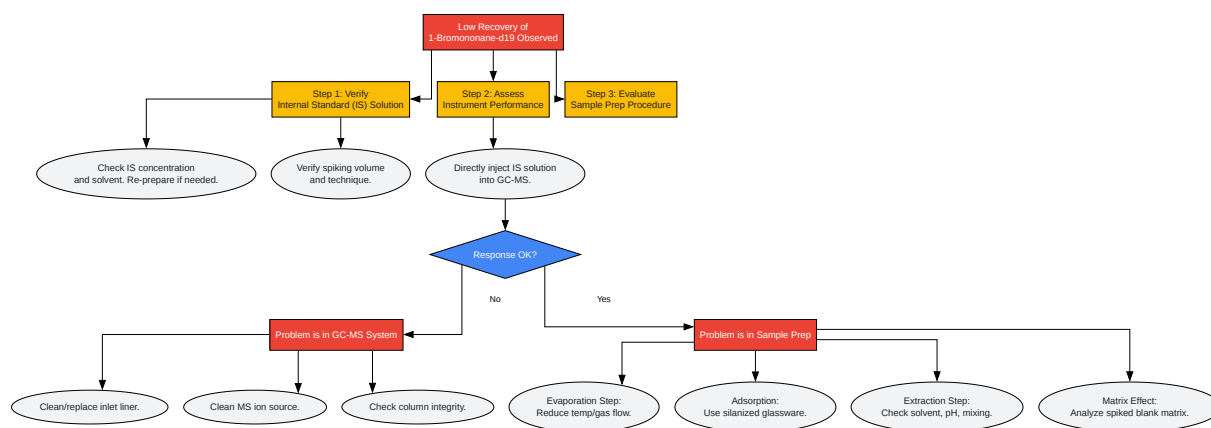 Low Recovery of
1-Bromononane-d19 Observed
Step 1: Verify
Internal Standard (IS) Solution
Step 2: Assess
Instrument Performance
Step 3: Evaluate
Sample Prep Procedure
Check IS concentration
and solvent. Re-prepare if needed.
Verify spiking volume
and technique.
Directly inject IS solution
into GC-MS.
Response OK?
No
Yes
Problem is in GC-MS System
Problem is in Sample Prep
Clean/replace inlet liner.
Clean MS ion source.
Check column integrity.
Evaporation Step:
Reduce temp/gas flow.
Adsorption:
Use silanized glassware.
Extraction Step:
Check solvent, pH, mixing.
Matrix Effect:
Analyze spiked blank matrix.